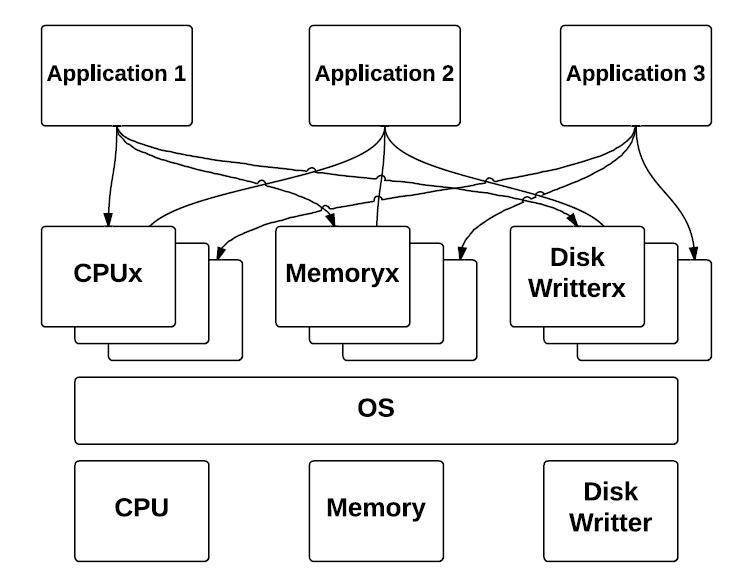 Application 1
Application 2
Application 3
CPUx
Memoryx
Disk
Writterx
OS
CPU
Memory
Disk
Writter